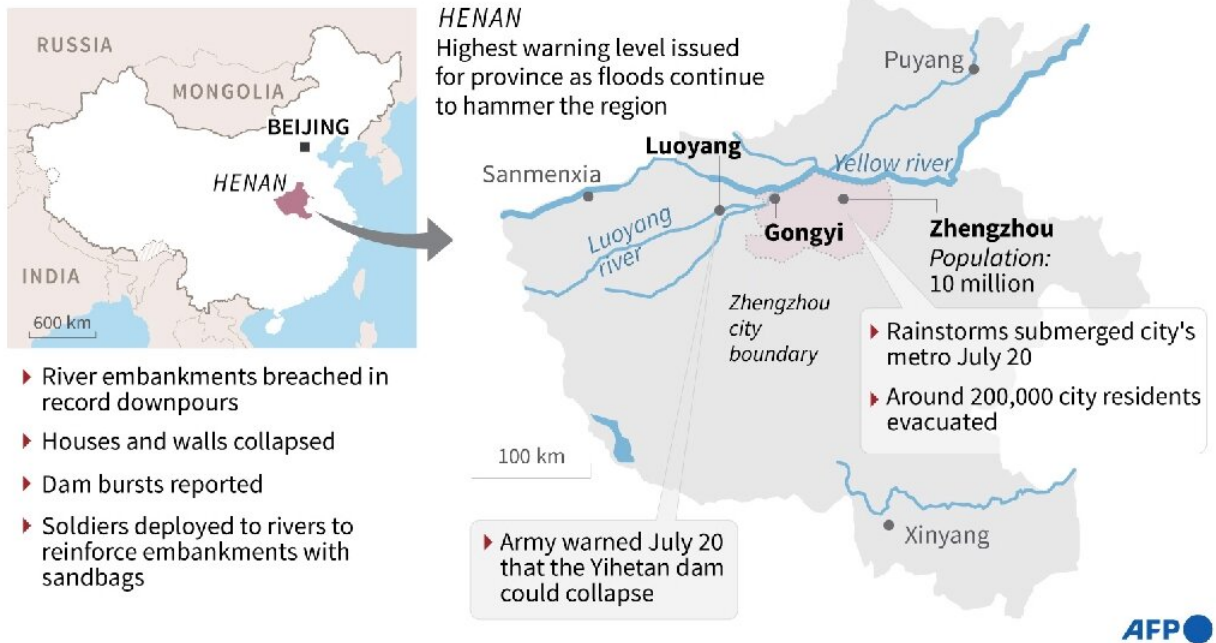 RUSSIA
MONGOLIA
BEIJING
HENAN
INDIA
600 km
▶ River embankments breached in
record downpours
▶ Houses and walls collapsed
▶ Dam bursts reported
▶ Soldiers deployed to rivers to
reinforce embankments with
sandbags
HENAN
Highest warning level issued
for province as floods continue
to hammer the region
Puyang
Luoyang
Yellow river
Sanmenxia
Luoyang
river
Gongyi
Zhengzhou
Population:
10 million
Zhengzhou
city
boundary
▶ Rainstorms submerged city's
metro July 20
▶ Around 200,000 city residents
evacuated
100 km
▶ Army warned July 20
that the Yihetan dam
could collapse
Xinyang
AFP